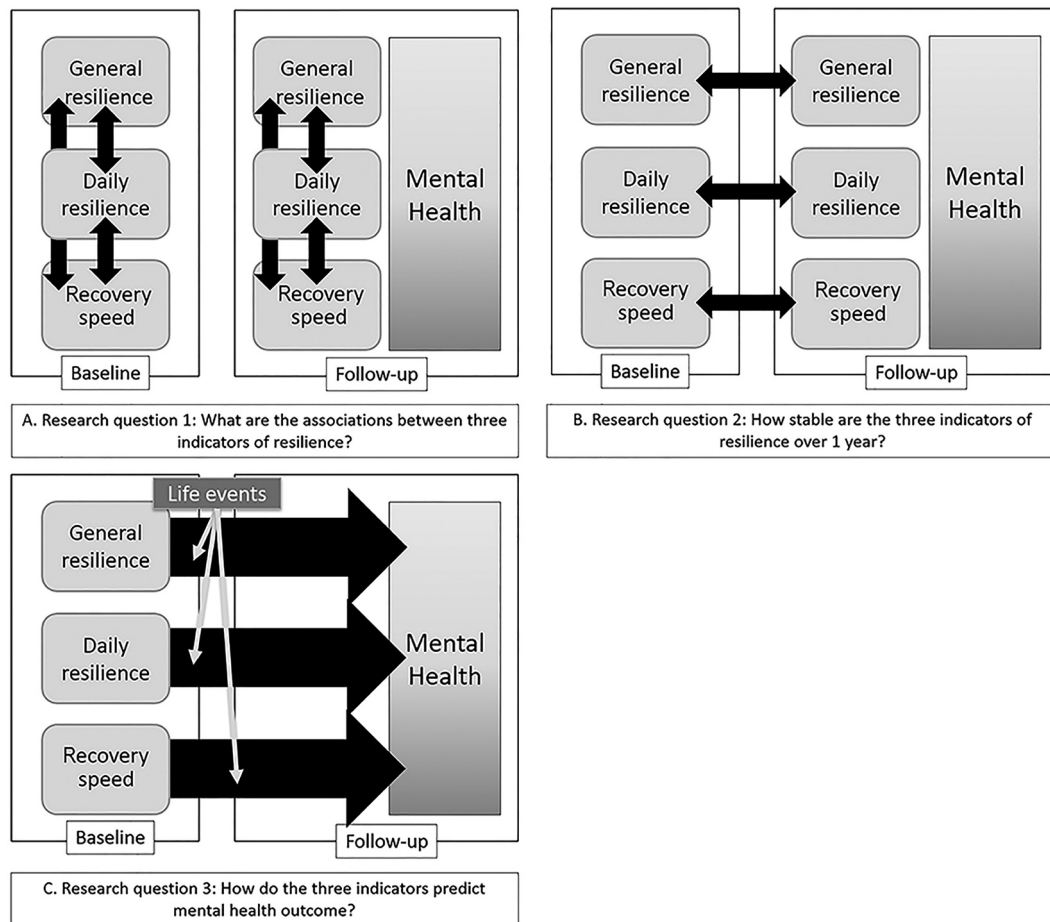 General
resilience
Daily
resilience
Recovery
speed
Baseline
General
resilience
Daily
resilience
Recovery
speed
Mental
Health
Follow-up
A. Research question 1: What are the associations between three
indicators of resilience?
General
resilience
Daily
resilience
Recovery
speed
Baseline
General
resilience
Daily
resilience
Recovery
speed
Mental
Health
Follow-up
B. Research question 2: How stable are the three indicators of
resilience over 1 year?
Life events
General
resilience
Daily
resilience
Recovery
speed
Baseline
Mental
Health
Follow-up
C. Research question 3: How do the three indicators predict
mental health outcome?